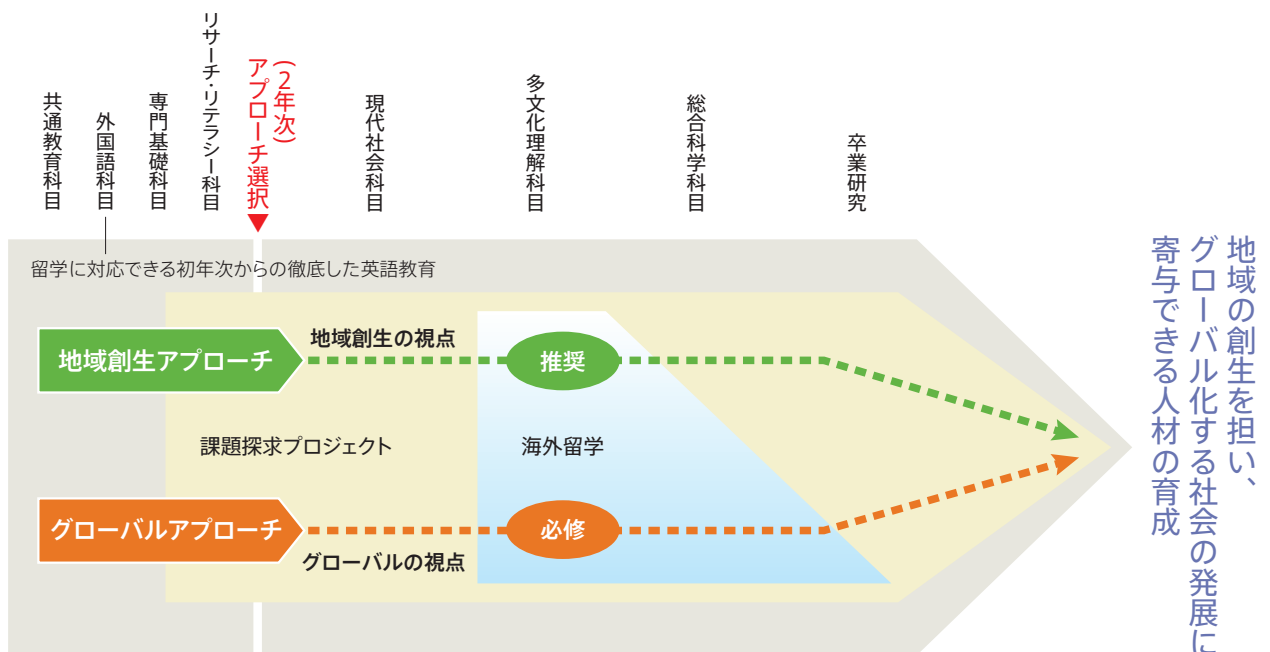 共通教育科目
外国語科目
専門基礎科目
リサーチ・リテラシー科目
(2年次)
アプローチ選択
現代社会科目
多文化理解科目
総合科学科目
卒業研究
留学に対応できる初年次からの徹底した英語教育
地域創生アプローチ
地域創生の視点
推奨
課題探求プロジェクト
海外留学
グローバルアプローチ
グローバルの視点
必修
地域の創生を担い、
グローバル化する社会の発展に
寄与できる人材の育成